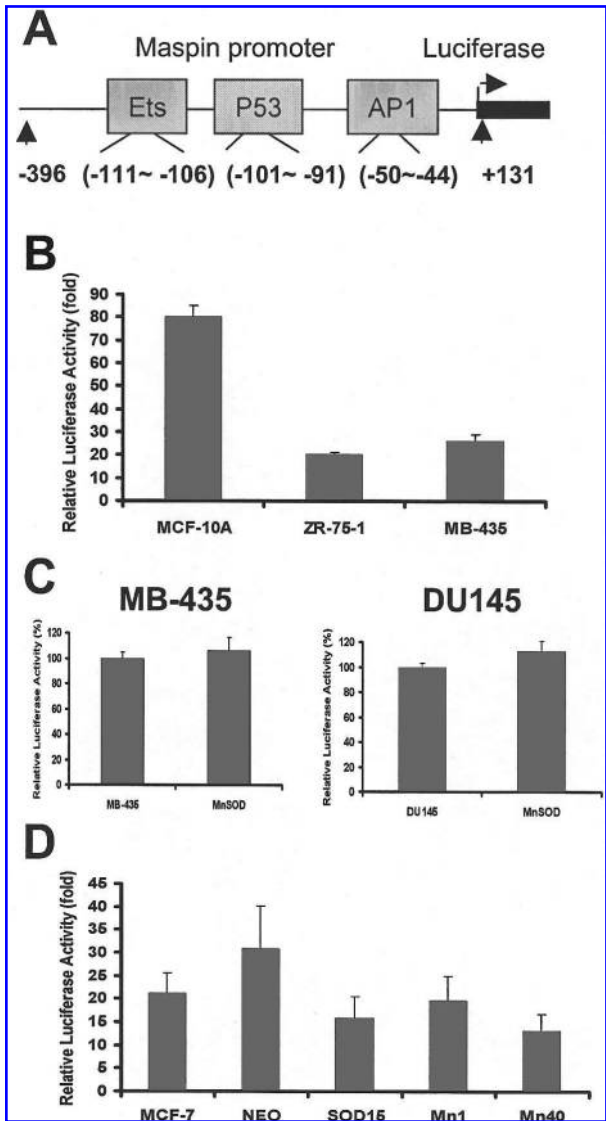 A
Maspin promoter Luciferase
Ets P53 AP1
-396 (-111~ -106) (-101~ -91) (-50~-44) +131
B
Relative Luciferase Activity (fold)
90
80
70
60
50
40
30
20
10
0
MCF-10A ZR-75-1 MB-435
C
MB-435 DU145
Relative Luciferase Activity (%)
120
100
80
60
40
20
0
MB-435 MnSOD
Relative Luciferase Activity (%)
120
100
80
60
40
20
0
DU145 MnSOD
D
Relative Luciferase Activity (fold)
45
40
35
30
25
20
15
10
5
0
MCF-7 NEO SOD15 Mn1 Mn40